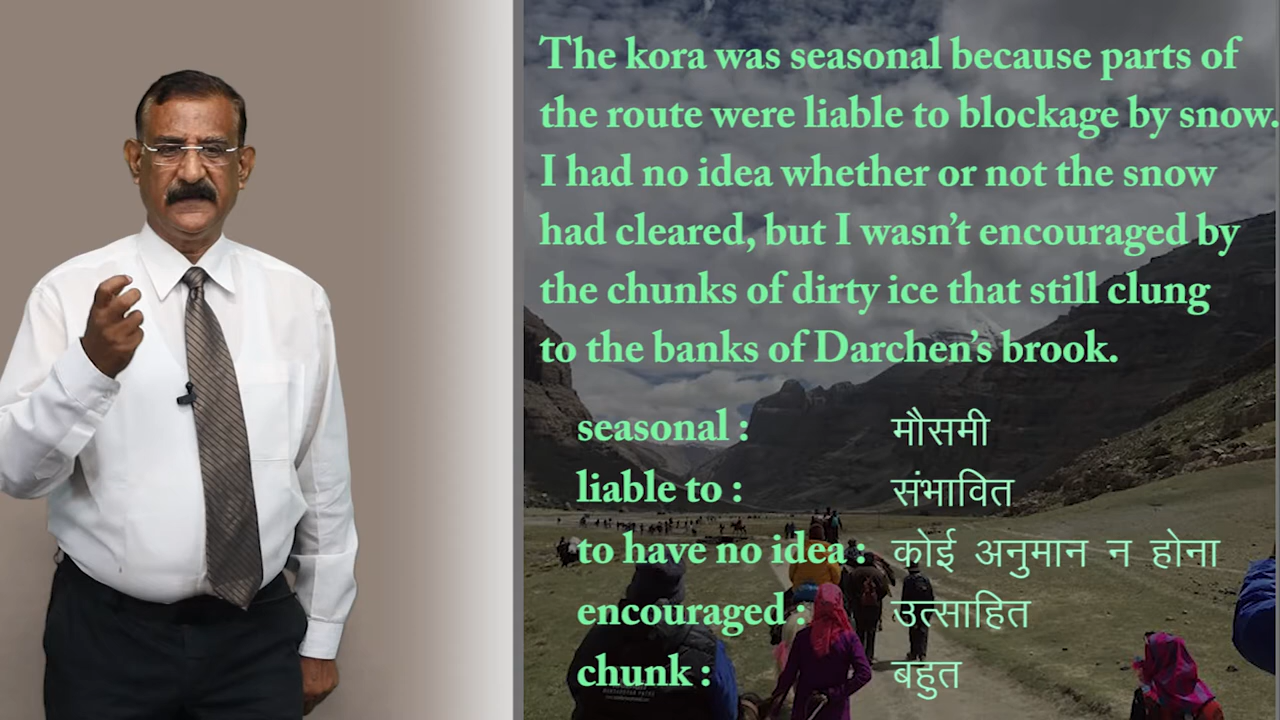 The kora was seasonal because parts of
the route were liable to blockage by snow.
I had no idea whether or not the snow
had cleared, but I wasn't encouraged by
the chunks of dirty ice that still clung
to the banks of Darchen's brook.
seasonal : मौसमी
liable to : संभावित
to have no idea : कोई अनुमान न होना
encouraged : उत्साहित
chunk : बहुत